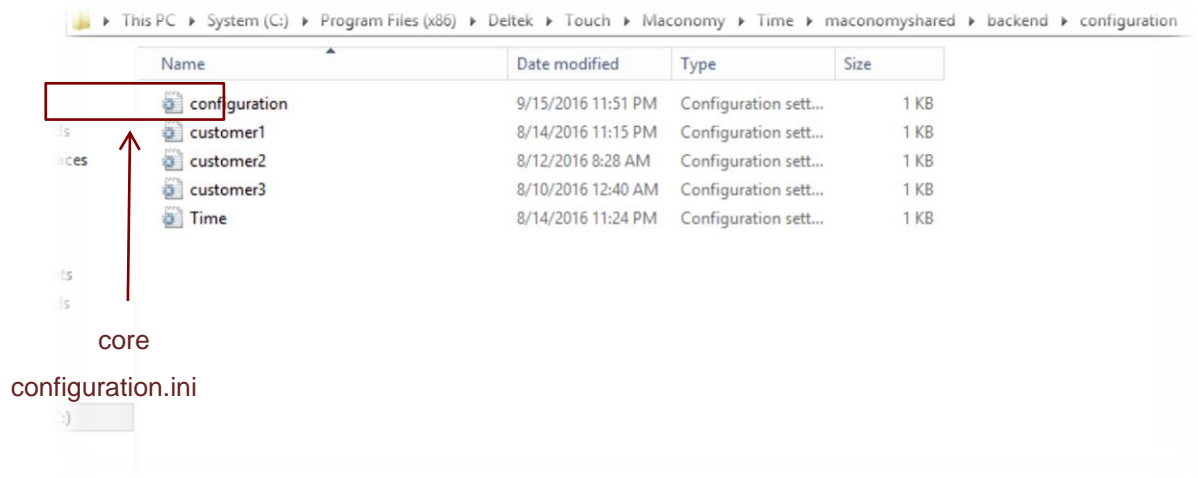 This PC ▸ System (C:) ▸ Program Files (x86) ▸ Deltek ▸ Touch ▸ Maconomy ▸ Time ▸ maconomyshared ▸ backend ▸ configuration
Name Date modified Type Size
configuration 9/15/2016 11:51 PM Configuration sett... 1 KB
ds customer1 8/14/2016 11:15 PM Configuration sett... 1 KB
aces customer2 8/12/2016 8:28 AM Configuration sett... 1 KB
customer3 8/10/2016 12:40 AM Configuration sett... 1 KB
Time 8/14/2016 11:24 PM Configuration sett... 1 KB
ts
ds
core
configuration.ini
:)